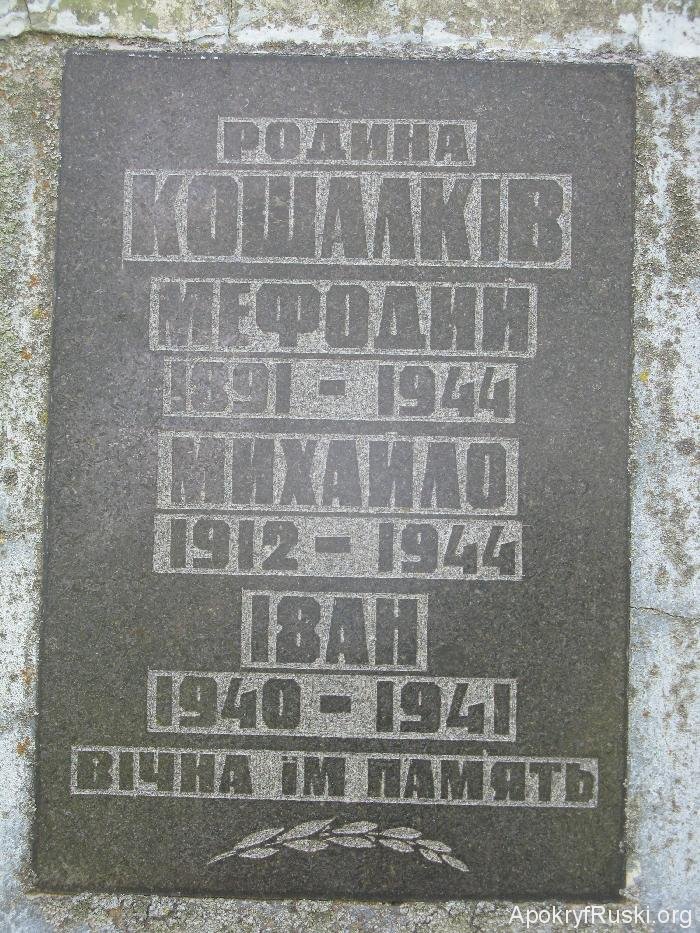 РОДИНА
КОШАЛКІВ
МЕФОДИЙ
1891 - 1944
МИХАЙЛО
1912 - 1944
ІВАН
1940 - 1941
ВІЧНА ЇМ ПАМ'ЯТЬ
ApokryfRuski.org